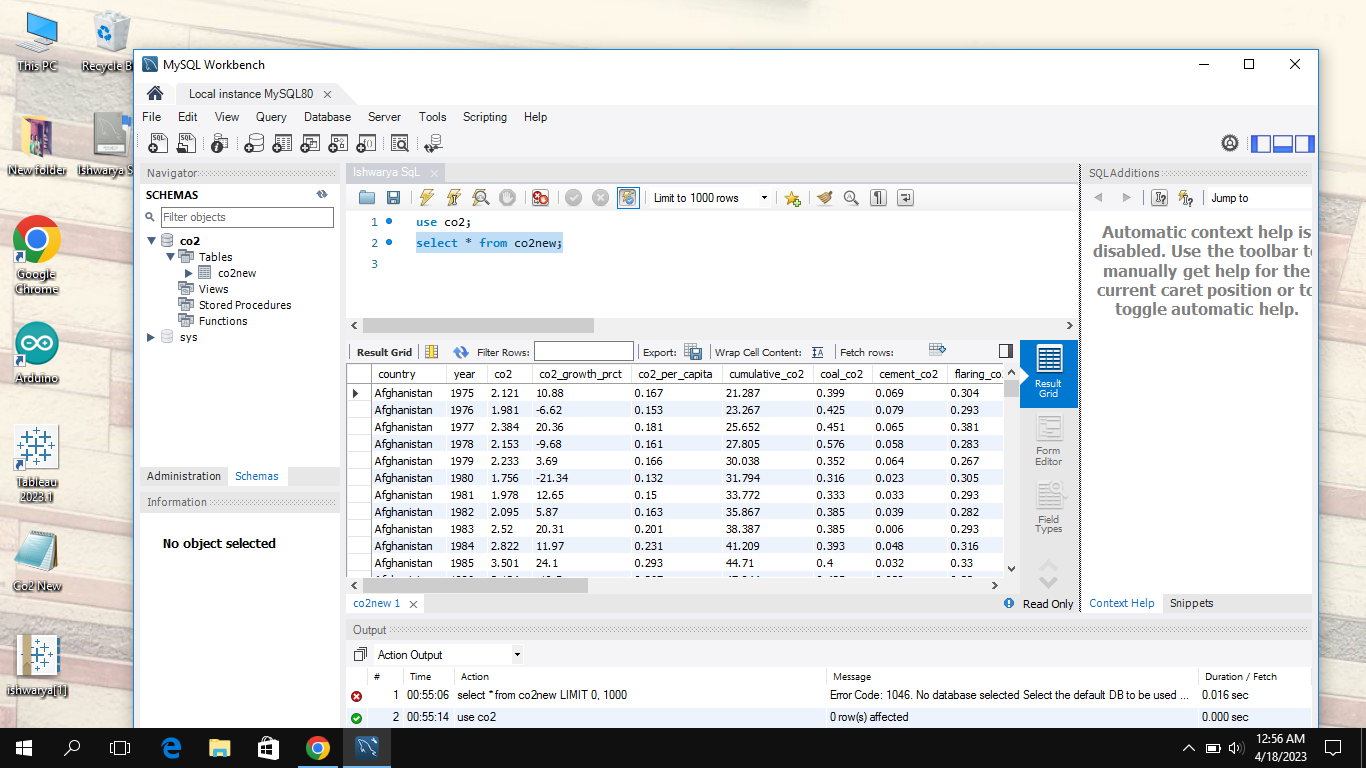 This PC
Recycle B
New folder
Ishwarya S
Google
Chrome
Arduino
Tableau
2023.1
Co2 New
ishwarya[1]
MySQL Workbench
Local instance MySQL80
File Edit View Query Database Server Tools Scripting Help
Navigator
SCHEMAS
Filter objects
co2
Tables
co2new
Views
Stored Procedures
Functions
sys
Administration Schemas
Information
No object selected
Ishwarya SqL
Limit to 1000 rows
1 use co2;
2 select * from co2new;
3
Result Grid Filter Rows: Export: Wrap Cell Content: Fetch rows:
country year co2 co2_growth_prct co2_per_capita cumulative_co2 coal_co2 cement_co2 flaring_co
Afghanistan 1975 2.121 10.88 0.167 21.287 0.399 0.069 0.304
Afghanistan 1976 1.981 -6.62 0.153 23.267 0.425 0.079 0.293
Afghanistan 1977 2.384 20.36 0.181 25.652 0.451 0.065 0.381
Afghanistan 1978 2.153 -9.68 0.161 27.805 0.576 0.058 0.283
Afghanistan 1979 2.233 3.69 0.166 30.038 0.352 0.064 0.267
Afghanistan 1980 1.756 -21.34 0.132 31.794 0.316 0.023 0.305
Afghanistan 1981 1.978 12.65 0.15 33.772 0.333 0.033 0.293
Afghanistan 1982 2.095 5.87 0.163 35.867 0.385 0.039 0.282
Afghanistan 1983 2.52 20.31 0.201 38.387 0.385 0.006 0.293
Afghanistan 1984 2.822 11.97 0.231 41.209 0.393 0.048 0.316
Afghanistan 1985 3.501 24.1 0.293 44.71 0.4 0.032 0.33
Result
Grid
Form
Editor
Field
Types
co2new 1
Read Only
SQLAdditions
Jump to
Automatic context help is
disabled. Use the toolbar to
manually get help for the
current caret position or to
toggle automatic help.
Context Help Snippets
Output
Action Output
# Time Action Message Duration / Fetch
1 00:55:06 select * from co2new LIMIT 0, 1000 Error Code: 1046. No database selected Select the default DB to be used ... 0.016 sec
2 00:55:14 use co2 0 row(s) affected 0.000 sec
12:56 AM
4/18/2023